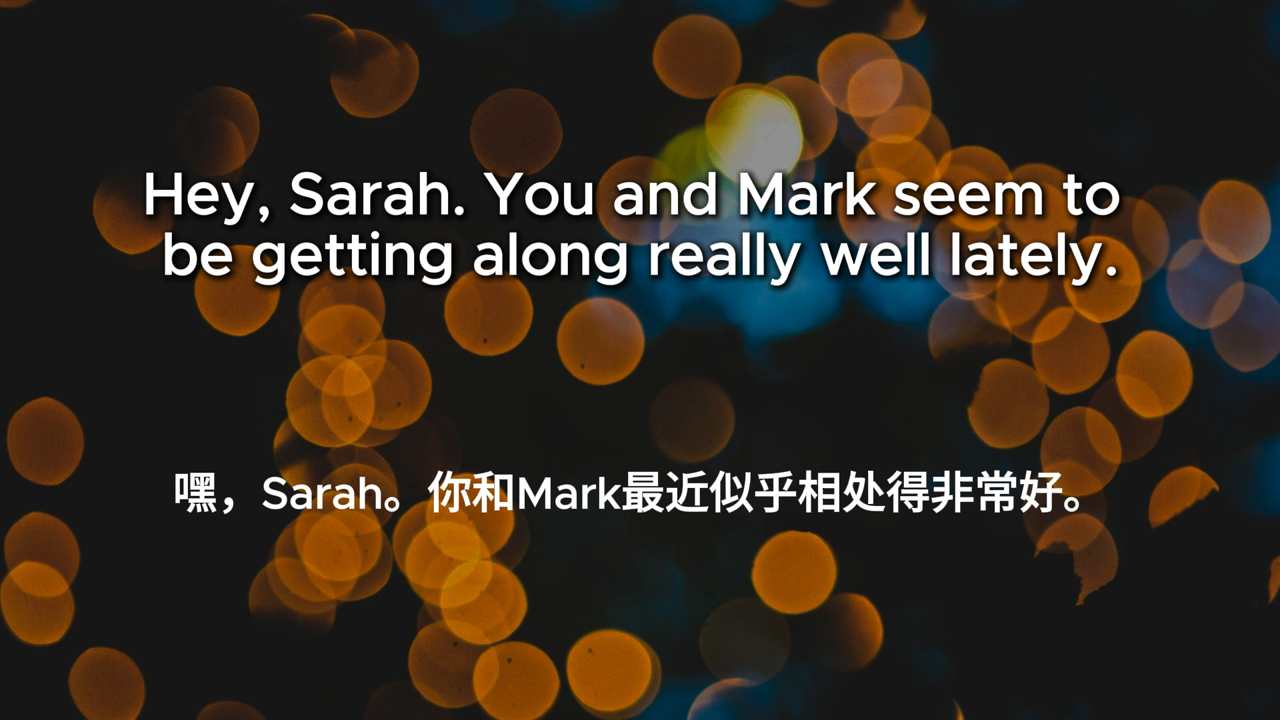 Hey, Sarah. You and Mark seem to
be getting along really well lately.
嘿，Sarah。你和Mark最近似乎相处得非常好。